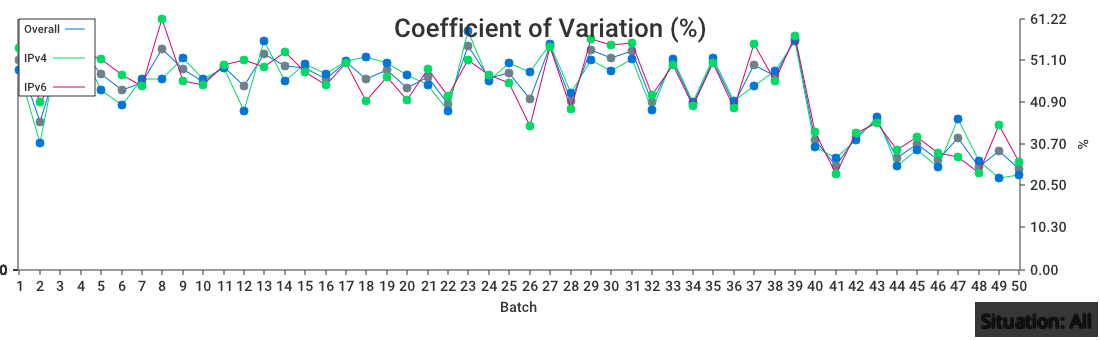 Coefficient of Variation (%)
Overall
IPv4
IPv6
61.22
51.10
40.90
30.70
20.50
10.30
0.00
%
0
1 2 3 4 5 6 7 8 9 10 11 12 13 14 15 16 17 18 19 20 21 22 23 24 25 26 27 28 29 30 31 32 33 34 35 36 37 38 39 40 41 42 43 44 45 46 47 48 49 50
Batch
Situation: All